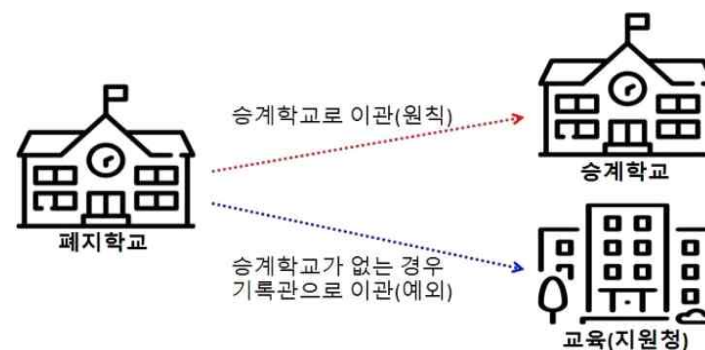 승계학교로 이관(원칙)
승계학교
폐지학교
승계학교가 없는 경우
기록관으로 이관(예외)
교육(지원청)